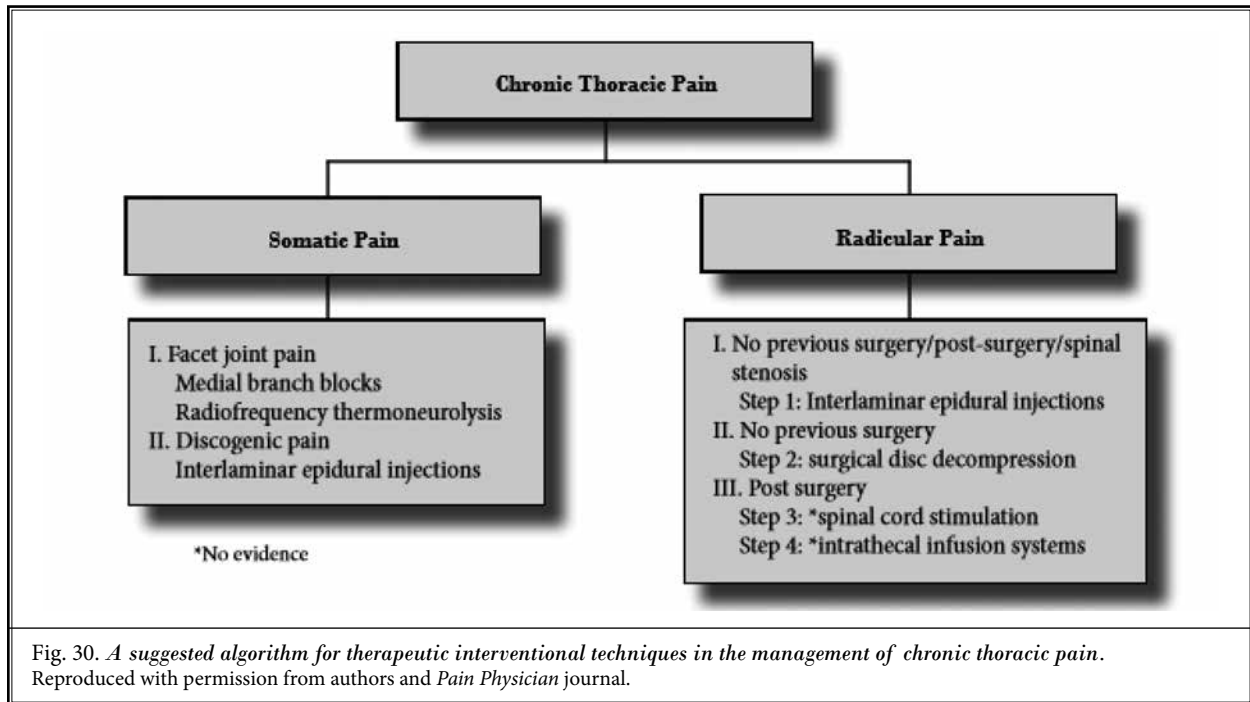 Chronic Thoracic Pain
Somatic Pain
I. Facet joint pain
Medial branch blocks
Radiofrequency thermoneurolysis
II. Discogenic pain
Interlaminar epidural injections
*No evidence
Radicular Pain
I. No previous surgery/post-surgery/spinal
stenosis
Step 1: Interlaminar epidural injections
II. No previous surgery
Step 2: surgical disc decompression
III. Post surgery
Step 3: *spinal cord stimulation
Step 4: *intrathecal infusion systems
Fig. 30. A suggested algorithm for therapeutic interventional techniques in the management of chronic thoracic pain.
Reproduced with permission from authors and Pain Physician journal.